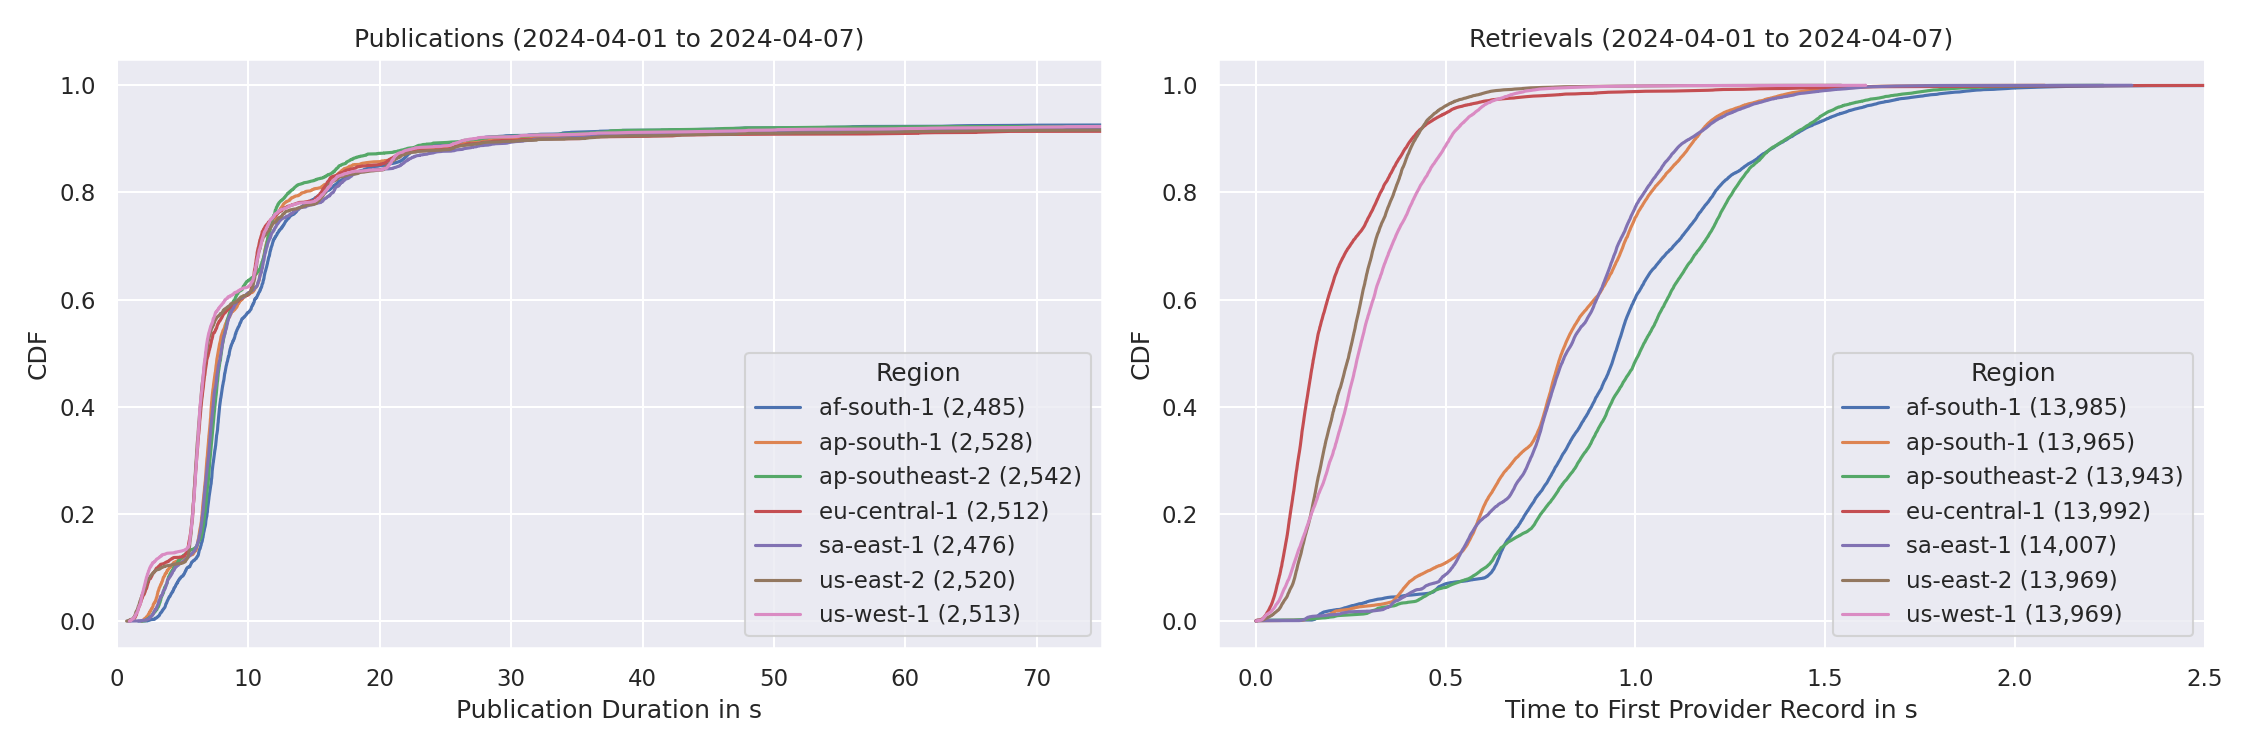 Publications (2024-04-01 to 2024-04-07)
1.0
0.8
0.6
0.4
0.2
0.0
CDF
0
10
20
30
40
50
60
70
Publication Duration in s
Region
af-south-1 (2,485)
ap-south-1 (2,528)
ap-southeast-2 (2,542)
eu-central-1 (2,512)
sa-east-1 (2,476)
us-east-2 (2,520)
us-west-1 (2,513)
Retrievals (2024-04-01 to 2024-04-07)
1.0
0.8
0.6
0.4
0.2
0.0
CDF
0.0
0.5
1.0
1.5
2.0
2.5
Time to First Provider Record in s
Region
af-south-1 (13,985)
ap-south-1 (13,965)
ap-southeast-2 (13,943)
eu-central-1 (13,992)
sa-east-1 (14,007)
us-east-2 (13,969)
us-west-1 (13,969)